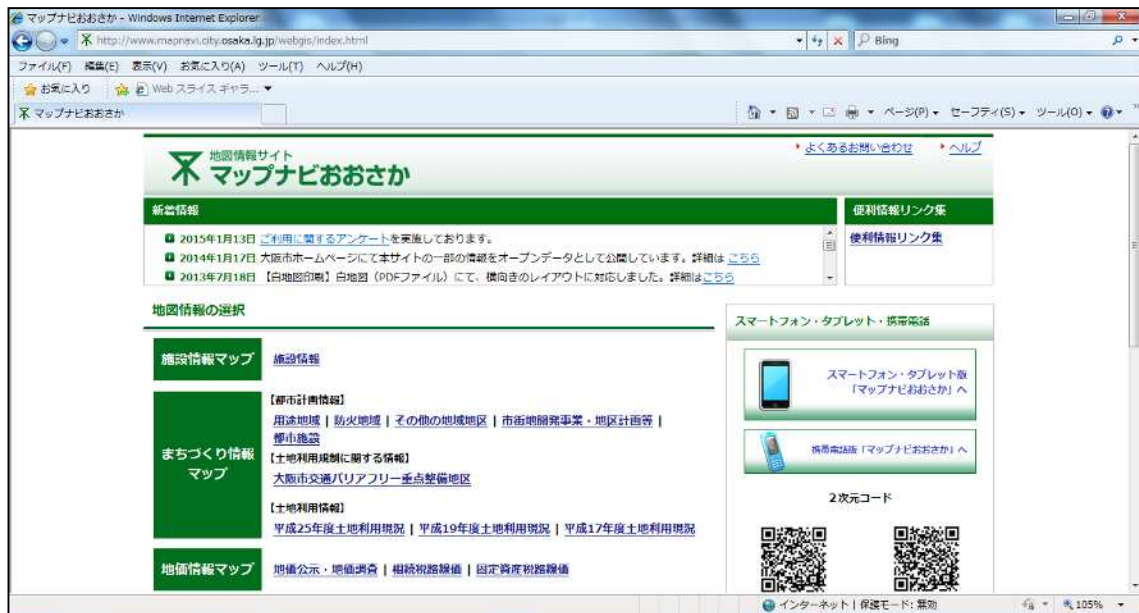 マップナビおおさか - Windows Internet Explorer
http://www.mapnavi.city.osaka.lg.jp/webgis/index.html
Bing
ファイル(F) 編集(E) 表示(V) お気に入り(A) ツール(T) ヘルプ(H)
お気に入り Web スライス ギャラ...
マップナビおおさか
ページ(P) セーフティ(S) ツール(O)
地図情報サイト
マップナビおおさか
よくあるお問い合わせ ヘルプ
新着情報
2015年1月13日 ご利用に関するアンケートを実施しております。
2014年1月17日 大阪市ホームページにて本サイトの一部の情報をオープンデータとして公開しています。詳細は こちら
2013年7月18日 【白地図印刷】白地図（PDFファイル）にて、横向きのレイアウトに対応しました。詳細はこちら
便利情報リンク集
便利情報リンク集
地図情報の選択
施設情報マップ 施設情報
まちづくり情報
マップ
【都市計画情報】
用途地域 | 防火地域 | その他の地域地区 | 市街地開発事業・地区計画等 |
都市施設
【土地利用規制に関する情報】
大阪市交通バリアフリー重点整備地区
【土地利用情報】
平成25年度土地利用現況 | 平成19年度土地利用現況 | 平成17年度土地利用現況
地価情報マップ 地価公示・地価調査 | 相続税路線価 | 固定資産税路線価
スマートフォン・タブレット・携帯電話
スマートフォン・タブレット版
「マップナビおおさか」へ
携帯電話版「マップナビおおさか」へ
2次元コード
インターネット | 保護モード: 無効
105%